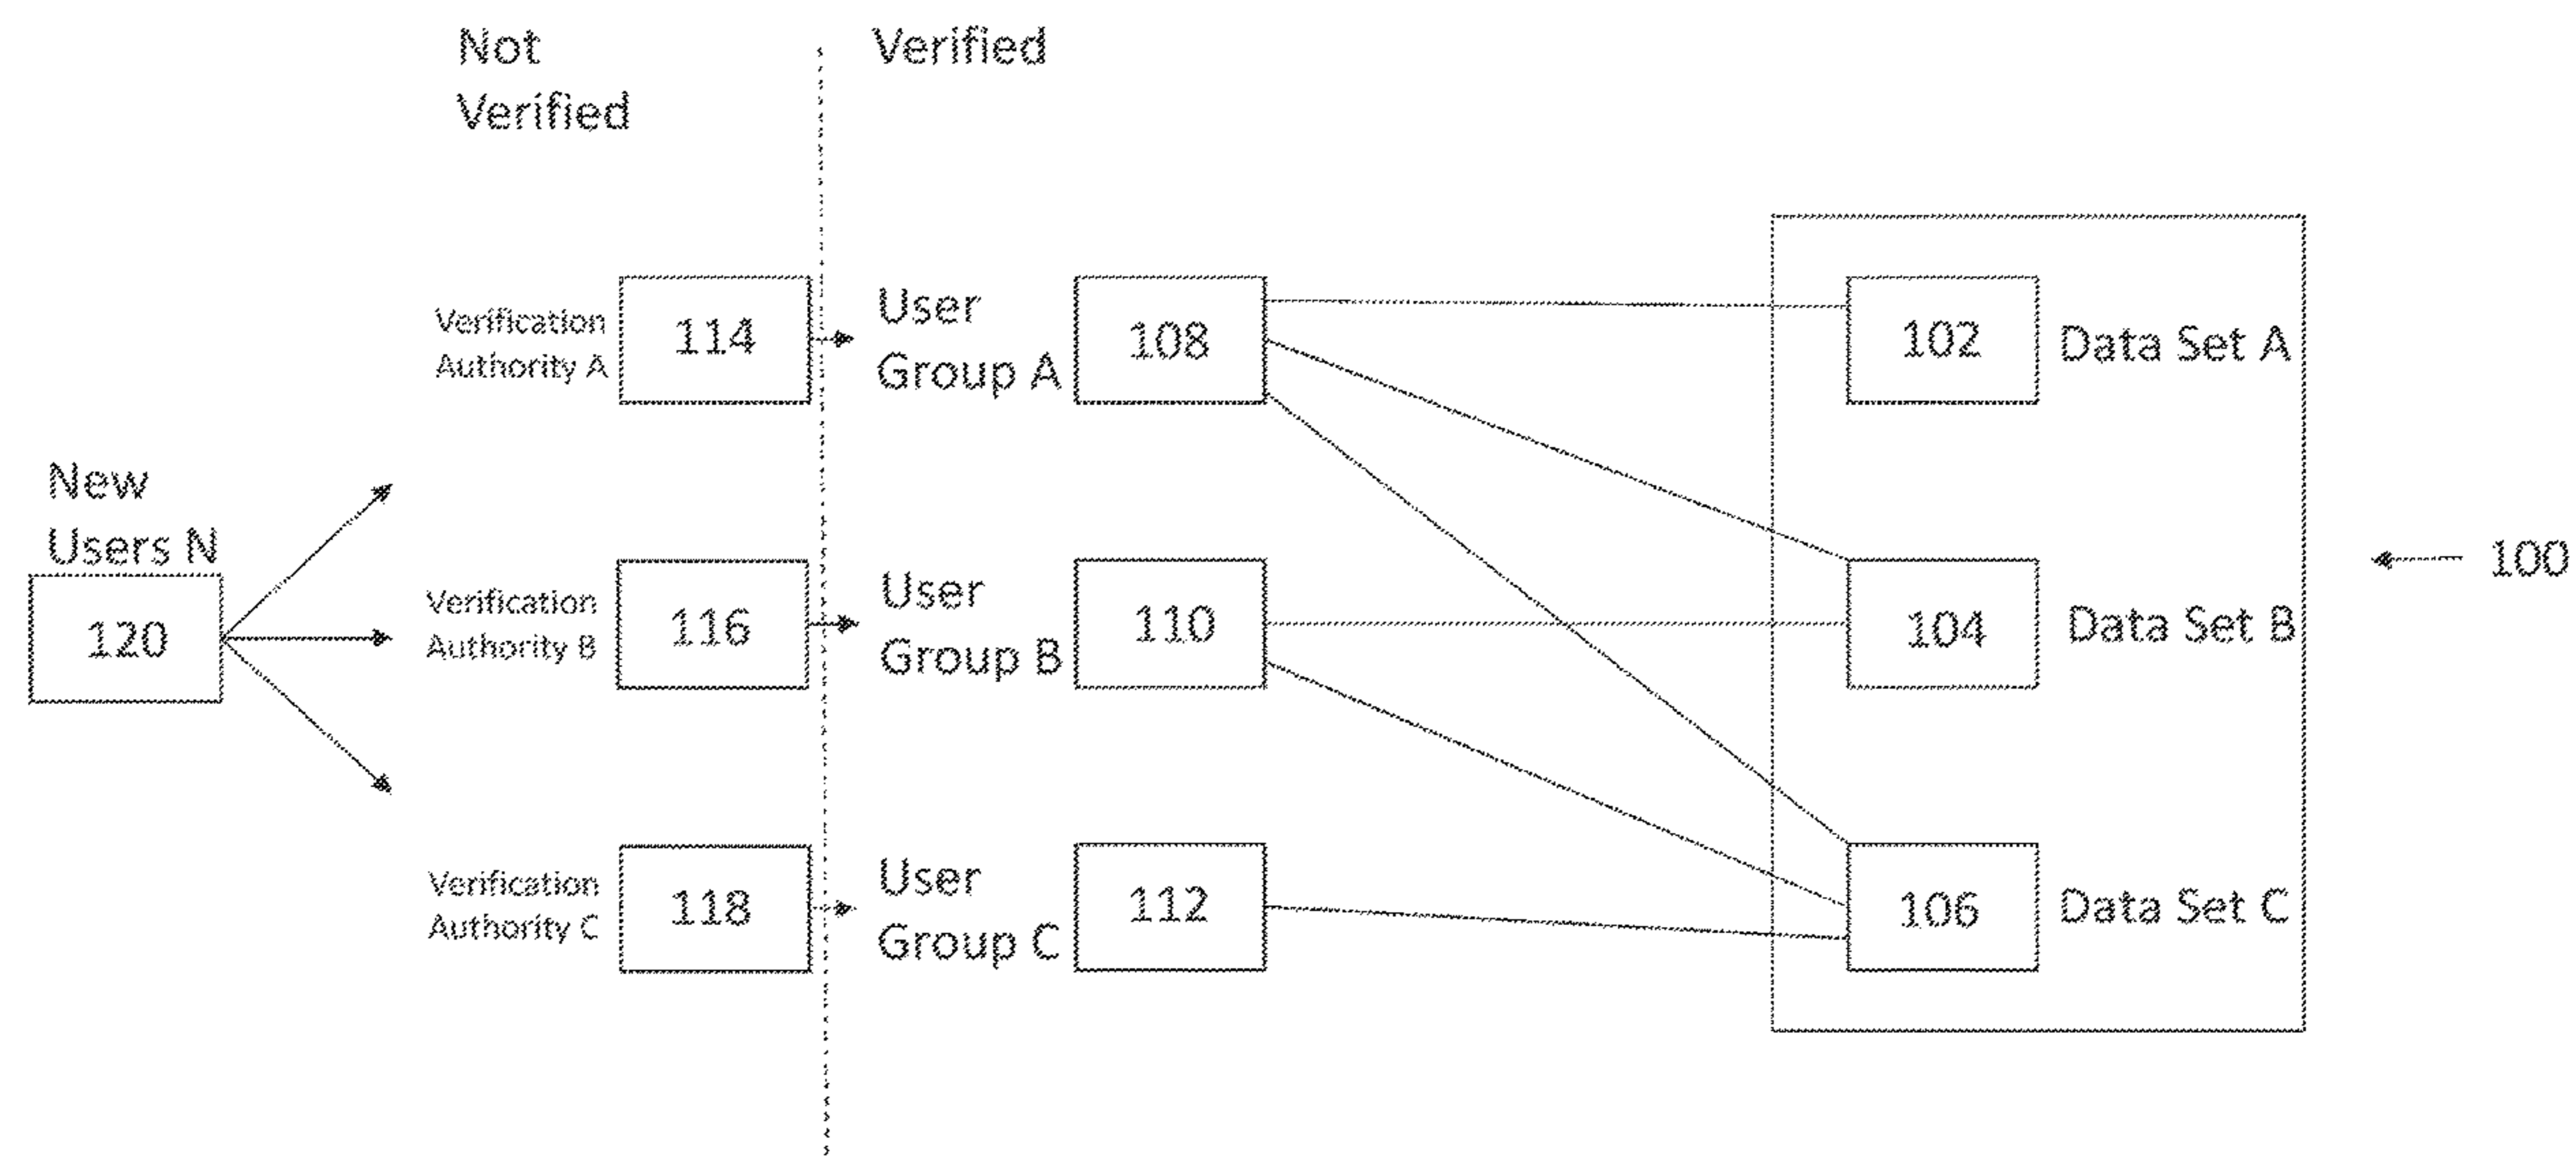 Not
Verified
Verified
Verification
Authority A
114
User
Group A
108
102
Data Set A
New
Users N
120
Verification
Authority B
116
User
Group B
110
104
Data Set B
100
Verification
Authority C
118
User
Group C
112
106
Data Set C